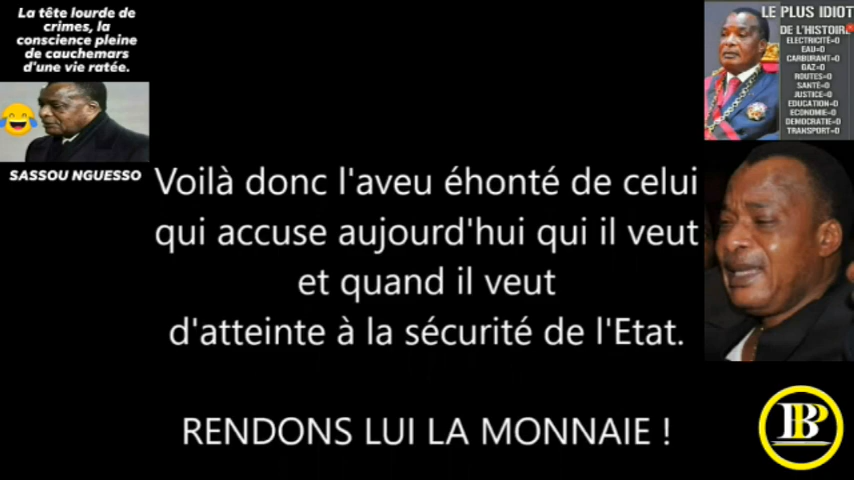 La tête lourde de
crimes, la
conscience pleine
de cauchemars
d'une vie ratée.
SASSOU NGUESSO
LE PLUS IDIOT
DE L'HISTOIRE
ELECTRICITÉ=0
EAU=0
CARBURANT=0
GAZ=0
ROUTES=0
SANTÉ=0
JUSTICE=0
EDUCATION=0
ECONOMIE=0
DEMOCRATIE=0
TRANSPORT=0
Voilà donc l'aveu éhonté de celui
qui accuse aujourd'hui qui il veut
et quand il veut
d'atteinte à la sécurité de l'Etat.
RENDONS LUI LA MONNAIE !
BP